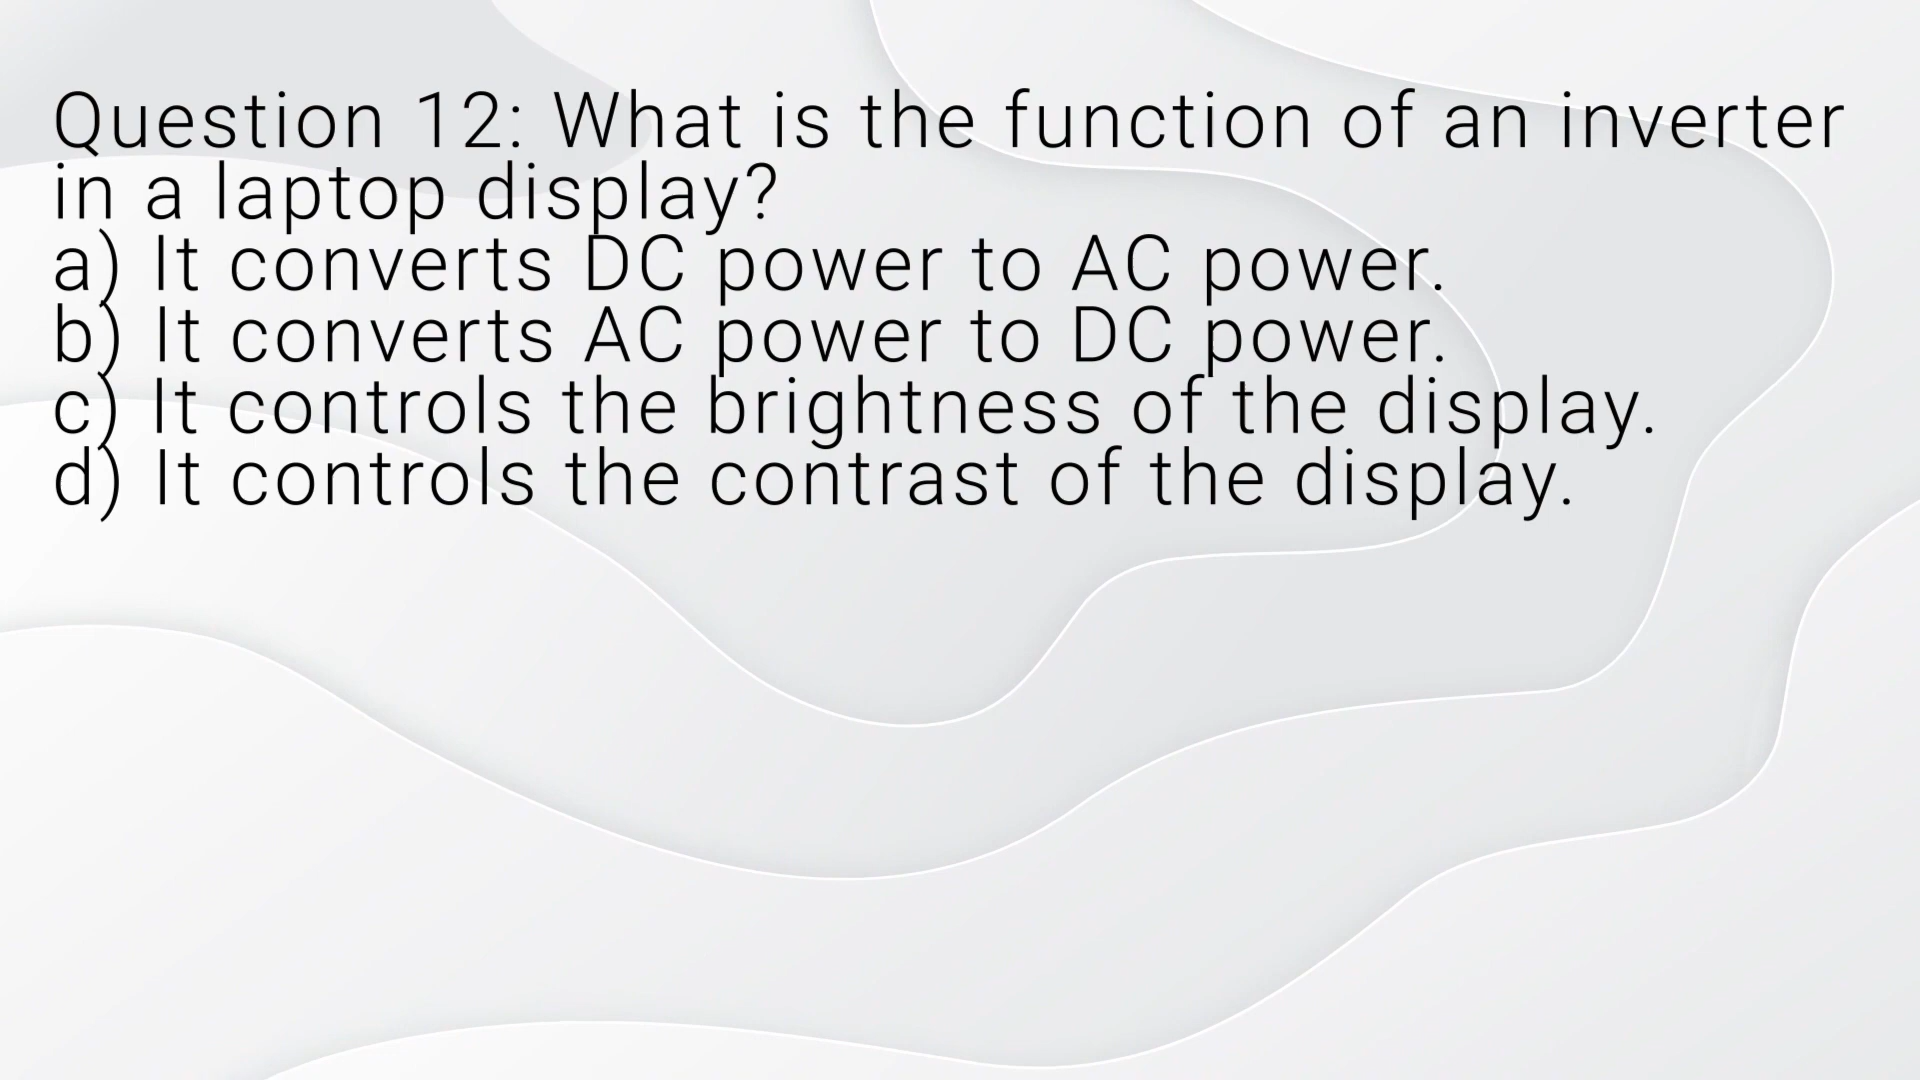 Question 12: What is the function of an inverter
in a laptop display?
a) It converts DC power to AC power.
b) It converts AC power to DC power.
c) It controls the brightness of the display.
d) It controls the contrast of the display.